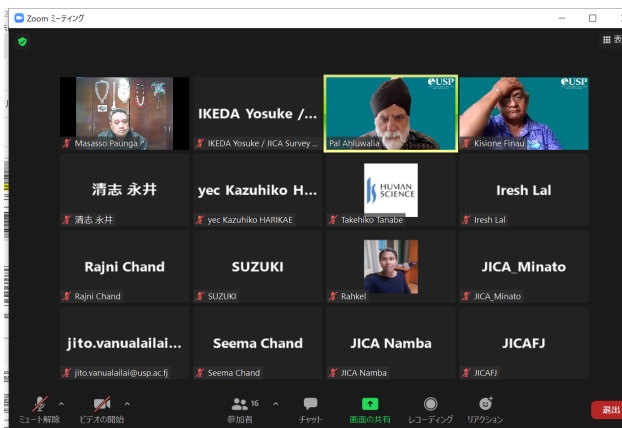 Zoom ミーティング
表
USP
USP
Masasso Paunga
IKEDA Yosuke /...
IKEDA Yosuke / JICA Survey ...
Pal Ahluwalia
Kisione Finau
清志 永井
清志 永井
yec Kazuhiko H...
yec Kazuhiko HARIKAE
HUMAN
SCIENCE
Takehiko Tanabe
Iresh Lal
Iresh Lal
Rajni Chand
Rajni Chand
SUZUKI
SUZUKI
Rahkel
JICA_Minato
JICA_Minato
jito.vanualailai...
jito.vanualailai@usp.ac.fj
Seema Chand
Seema Chand
JICA Namba
JICA Namba
JICAFJ
JICAFJ
ミュート解除
ビデオの開始
16
参加者
チャット
画面の共有
レコーディング
リアクション
退出